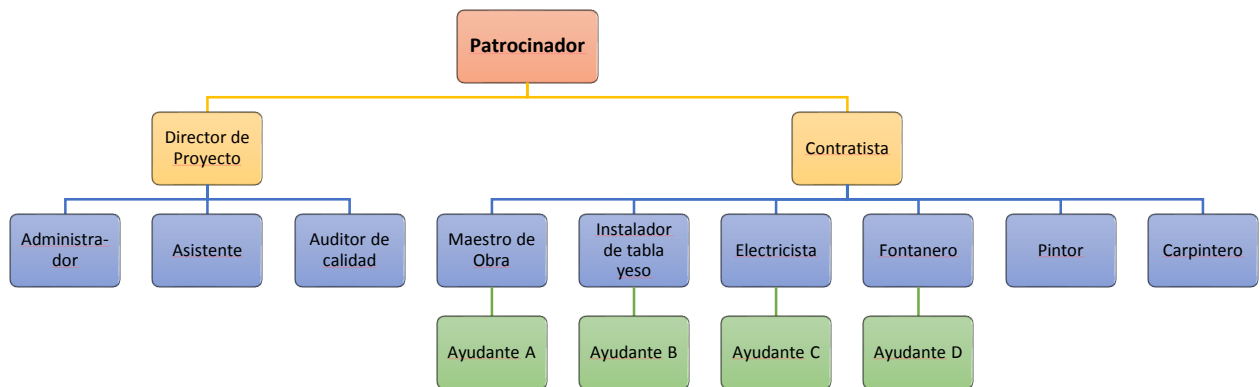 Patrocinador
Director de
Proyecto
Contratista
Administra-
dor
Asistente
Auditor de
calidad
Maestro de
Obra
Instalador
de tabla
yeso
Electricista
Fontanero
Pintor
Carpintero
Ayudante A
Ayudante B
Ayudante C
Ayudante D